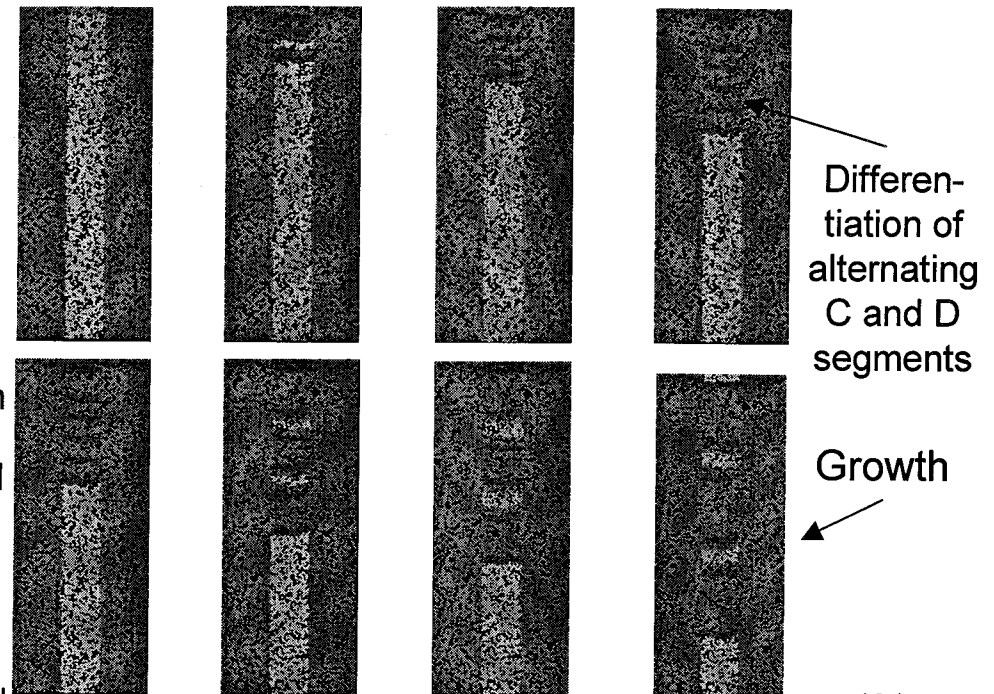 Differen-
tiation of
alternating
C and D
segments
Growth